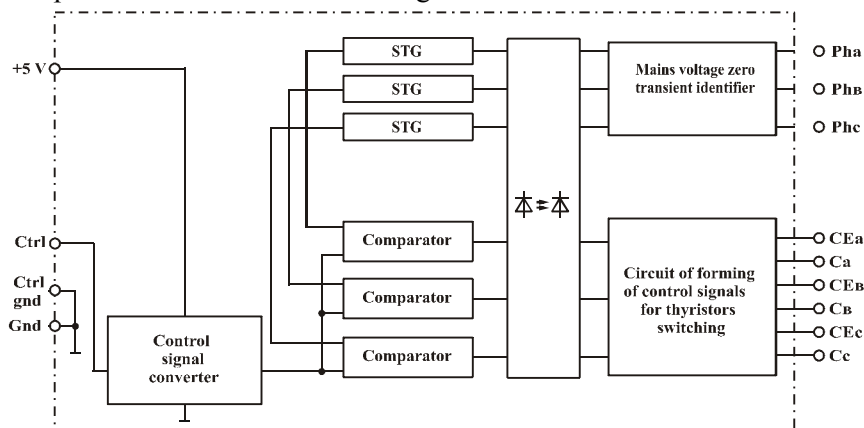 +5 V
Ctrl
Ctrl
gnd
Gnd
Control
signal
converter
STG
STG
STG
Comparator
Comparator
Comparator
Mains voltage zero
transient identifier
Circuit of forming
of control signals
for thyristors
switching
Pha
Phв
Phc
CEa
Ca
CEв
Cв
CEc
Cc